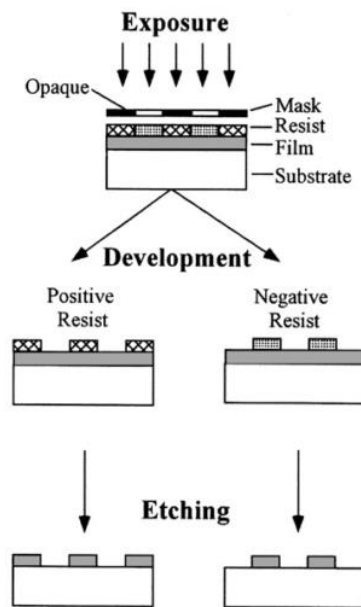 Exposure
Opaque
Mask
Resist
Film
Substrate
Development
Positive
Resist
Negative
Resist
Etching